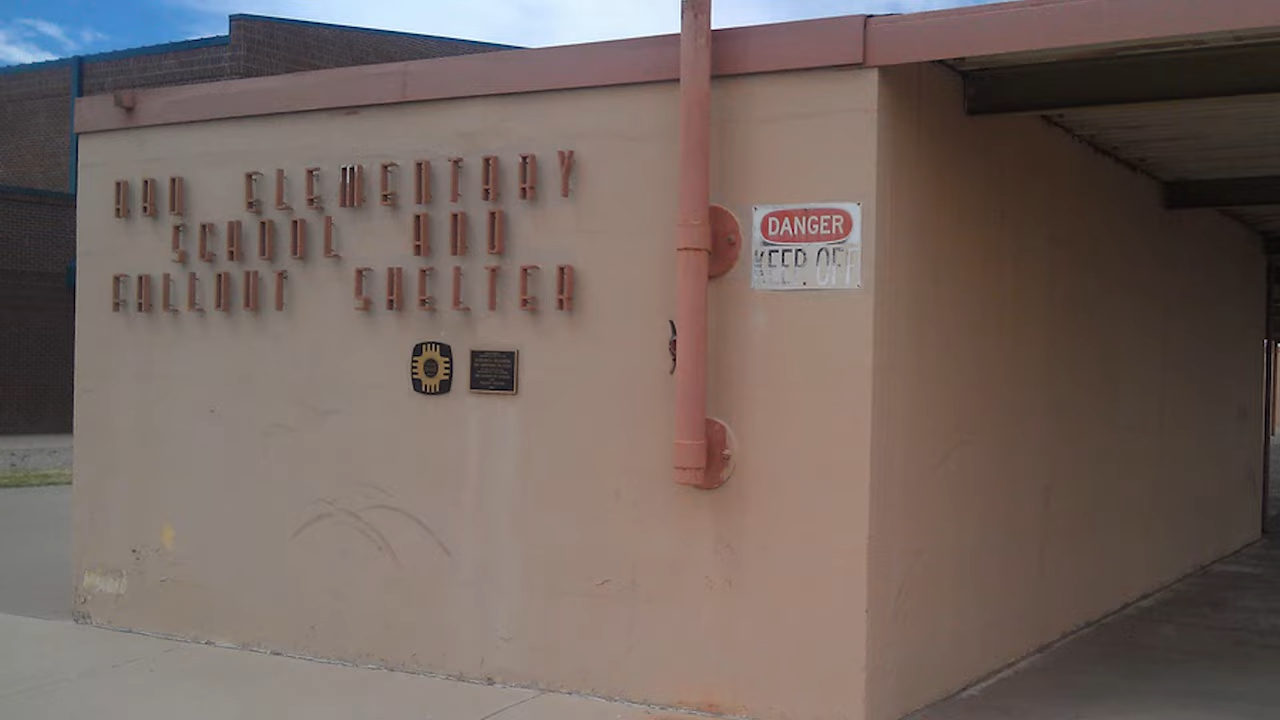 ABO ELEMENTARY
SCHOOL AND
FALLOUT SHELTER
DANGER
KEEP OFF